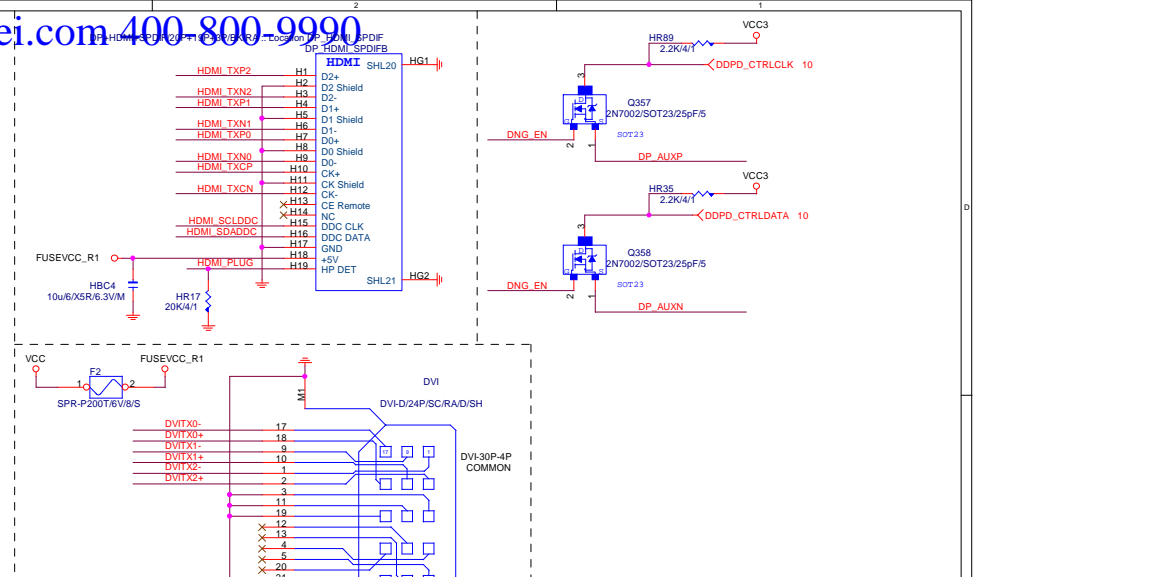 2
1
ei.com 400-800-9990
DP_HDMI_SPDIF
DP_HDMI_SPDIFB
HDMI
SHL20
HG1
HDMI_TXP2 H1 D2+
H2 D2 Shield
HDMI_TXN2 H3 D2-
HDMI_TXP1 H4 D1+
H5 D1 Shield
HDMI_TXN1 H6 D1-
HDMI_TXP0 H7 D0+
H8 D0 Shield
HDMI_TXN0 H9 D0-
HDMI_TXCP H10 CK+
H11 CK Shield
HDMI_TXCN H12 CK-
H13 CE Remote
H14 NC
HDMI_SCLDDC H15 DDC CLK
HDMI_SDADDC H16 DDC DATA
H17 GND
FUSEVCC_R1 H18 +5V
HDMI_PLUG H19 HP DET
SHL21 HG2
HBC4
10u/6/X5R/6.3V/M
HR17
20K/4/1
VCC3
HR89
2.2K/4/1
DDPD_CTRLCLK 10
3
D
G S
Q357
2N7002/SOT23/25pF/5
SOT23
DNG_EN
2
1
DP_AUXP
VCC3
HR35
2.2K/4/1
DDPD_CTRLDATA 10
3
D
G S
Q358
2N7002/SOT23/25pF/5
SOT23
DNG_EN
2
1
DP_AUXN
D
VCC
FUSEVCC_R1
F2
1 2
SPR-P200T/6V/8/S
M1
DVI
DVI-D/24P/SC/RA/D/SH
DVI-30P-4P
COMMON
DVITX0- 17
DVITX0+ 18
DVITX1- 9
DVITX1+ 10
DVITX2- 1
DVITX2+ 2
3
11
19
12
13
4
5
20
17 9 1